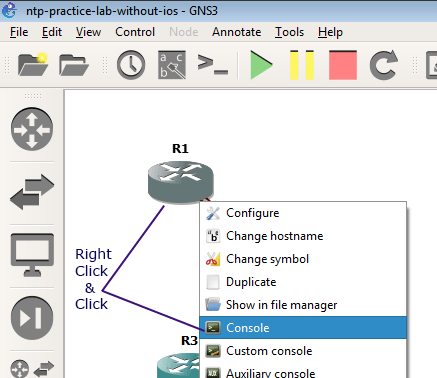 ntp-practice-lab-without-ios - GNS3
File Edit View Control Node Annotate Tools Help
R1
Configure
Change hostname
Change symbol
Duplicate
Show in file manager
Console
Custom console
Auxiliary console
Right
Click
&
Click
R3